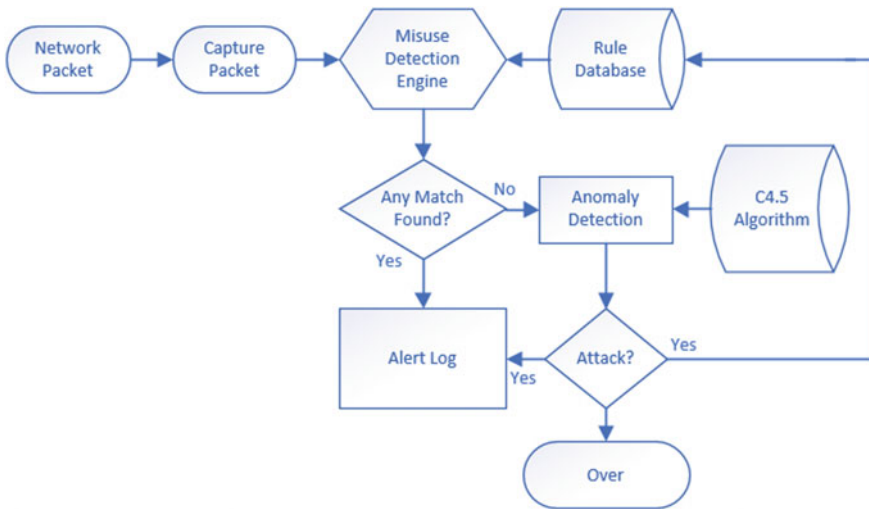 Network
Packet
Capture
Packet
Misuse
Detection
Engine
Rule
Database
Any Match
Found?
No
Anomaly
Detection
C4.5
Algorithm
Yes
Alert Log
Yes
Attack?
Yes
Over